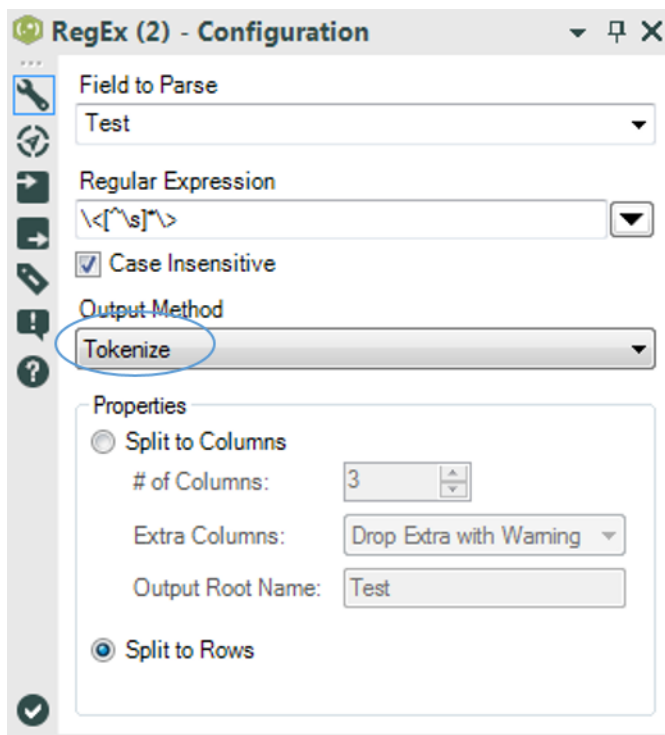 RegEx (2) - Configuration
Field to Parse
Test
Regular Expression
\<[^\s]*\>
Case Insensitive
Output Method
Tokenize
Properties
Split to Columns
# of Columns: 3
Extra Columns: Drop Extra with Warning
Output Root Name: Test
Split to Rows